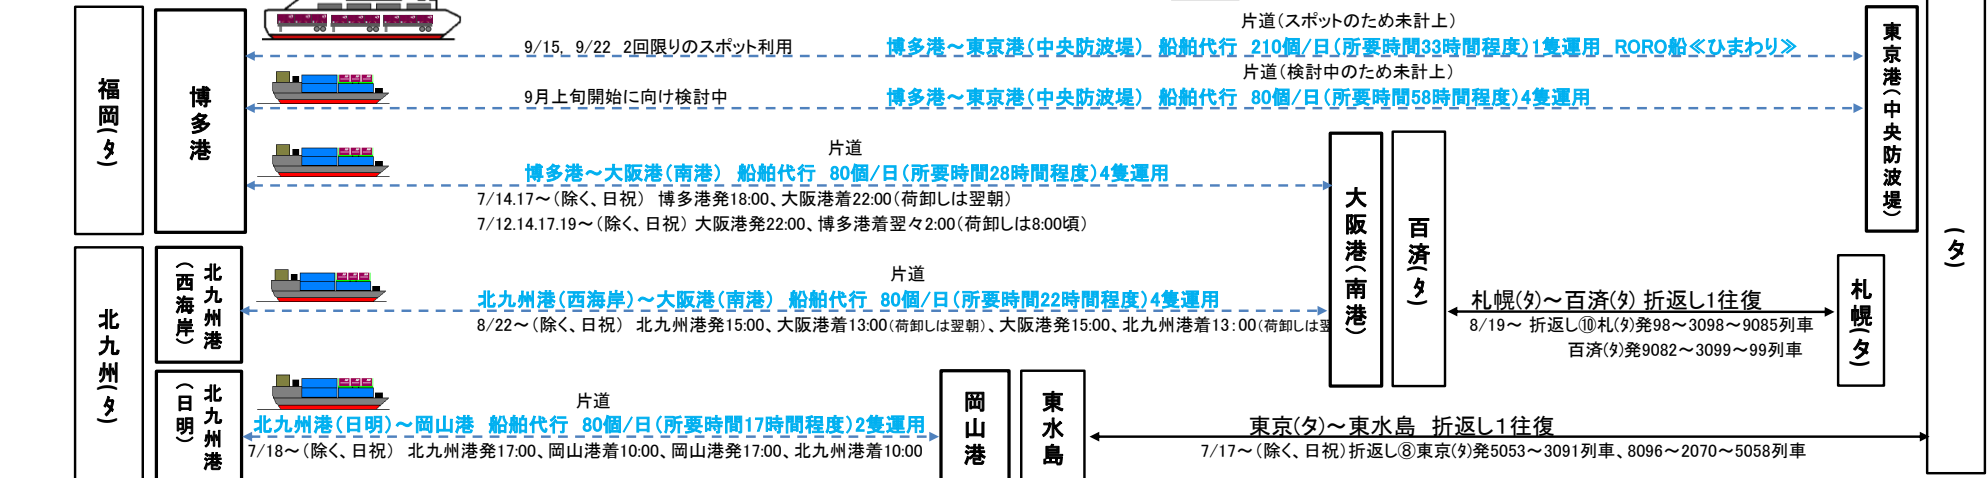 片道(スポットのため未計上)
9/15, 9/22 2回限りのスポット利用
博多港～東京港(中央防波堤) 船舶代行 210個/日(所要時間33時間程度)1隻運用 RORO船≪ひまわり≫
片道(検討中のため未計上)
9月上旬開始に向け検討中
博多港～東京港(中央防波堤) 船舶代行 80個/日(所要時間58時間程度)4隻運用
福岡(タ)
博多港
東京港(中央防波堤)
片道
博多港～大阪港(南港) 船舶代行 80個/日(所要時間28時間程度)4隻運用
7/14.17～(除く、日祝) 博多港発18:00、大阪港着22:00(荷卸しは翌朝)
7/12.14.17.19～(除く、日祝) 大阪港発22:00、博多港着翌々2:00(荷卸しは8:00頃)
大阪港(南港)
百済(タ)
(タ)
北九州(タ)
北九州港
(西海岸)
片道
北九州港(西海岸)～大阪港(南港) 船舶代行 80個/日(所要時間22時間程度)4隻運用
8/22～(除く、日祝) 北九州港発15:00、大阪港着13:00(荷卸しは翌朝)、大阪港発15:00、北九州港着13:00(荷卸しは翌
札幌(タ)～百済(タ) 折返し1往復
8/19～ 折返し⑩札(タ)発98～3098～9085列車
百済(タ)発9082～3099～99列車
札幌(タ)
北九州港
(日明)
片道
北九州港(日明)～岡山港 船舶代行 80個/日(所要時間17時間程度)2隻運用
7/18～(除く、日祝) 北九州港発17:00、岡山港着10:00、岡山港発17:00、北九州港着10:00
岡山港
東水島
東京(タ)～東水島 折返し1往復
7/17～(除く、日祝)折返し⑧東京(タ)発5053～3091列車、8096～2070～5058列車